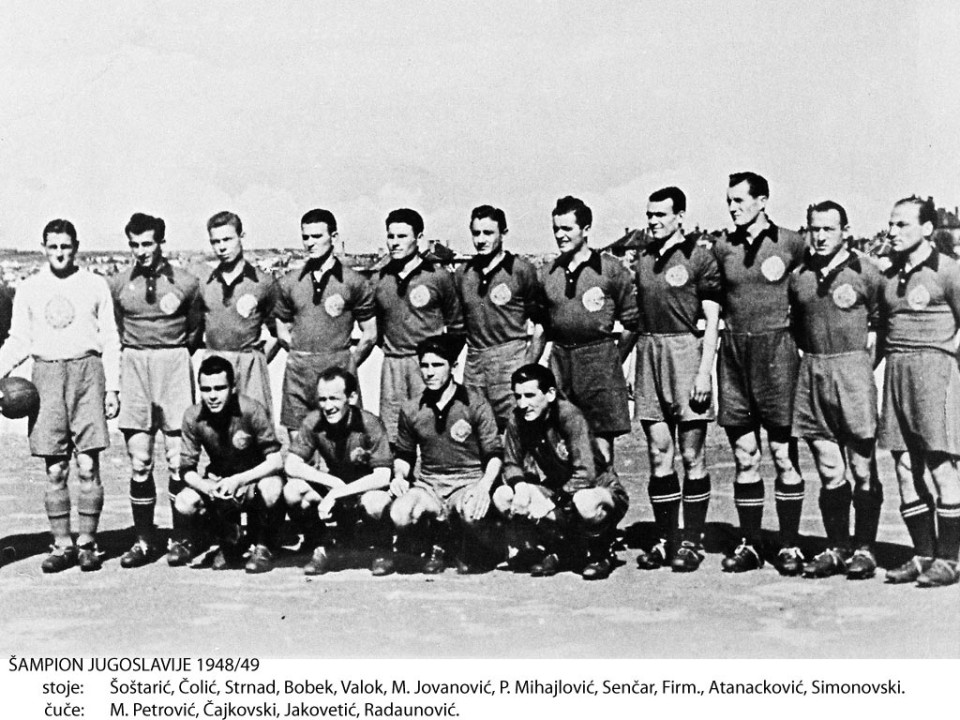 ŠAMPION JUGOSLAVIJE 1948/49
stoje: Šoštarić, Čolić, Strnad, Bobek, Valok, M. Jovanović, P. Mihajlović, Senčar, Firm., Atanacković, Simonovski.
čuče: M. Petrović, Čajkovski, Jakovetić, Radaunović.